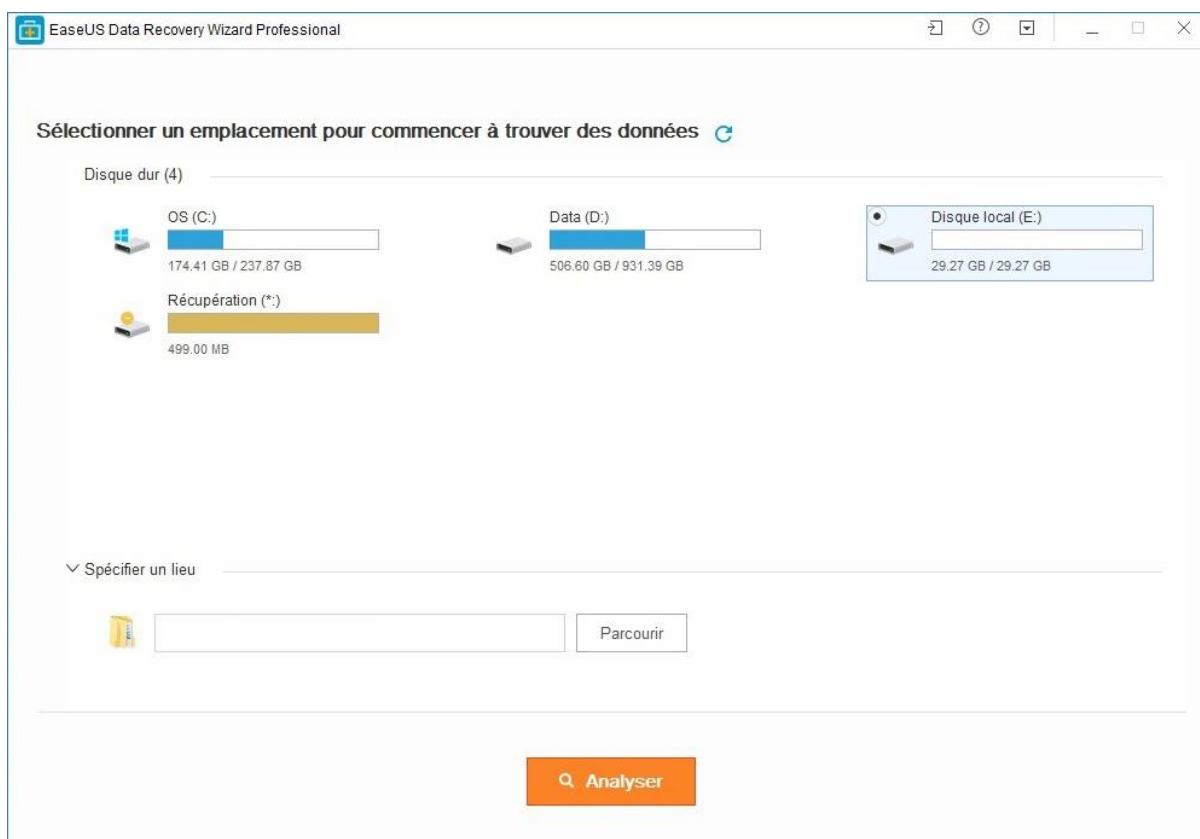 EaseUS Data Recovery Wizard Professional
Sélectionner un emplacement pour commencer à trouver des données
Disque dur (4)
OS (C:)
174.41 GB / 237.87 GB
Data (D:)
506.60 GB / 931.39 GB
Disque local (E:)
29.27 GB / 29.27 GB
Récupération (*:)
499.00 MB
Spécifier un lieu
Parcourir
Analyser